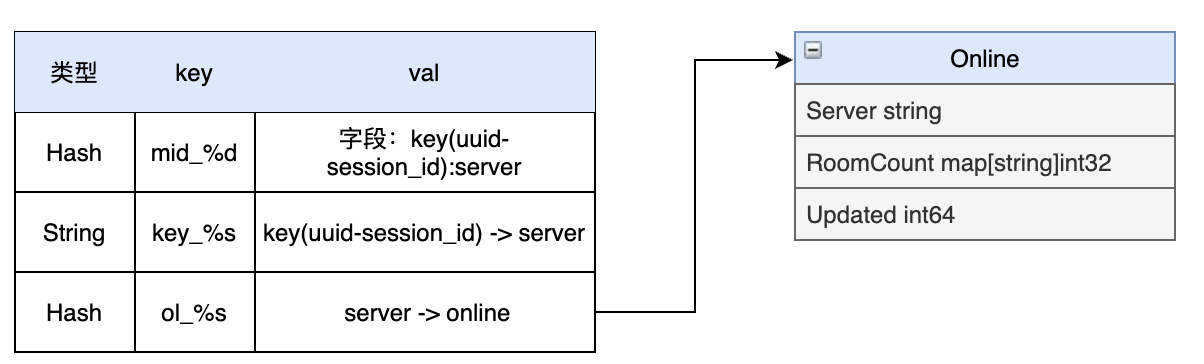 类型 key val
Hash mid_%d 字段：key(uuid-
session_id):server
String key_%s key(uuid-session_id) -> server
Hash ol_%s server -> online
Online
Server string
RoomCount map[string]int32
Updated int64